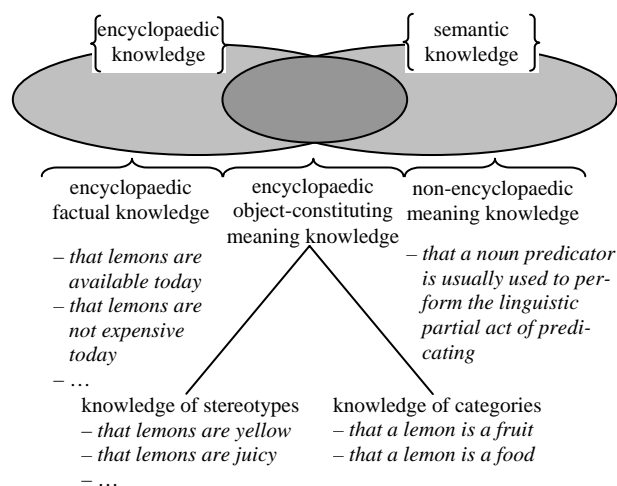 encyclopaedic
knowledge
semantic
knowledge
encyclopaedic
factual knowledge
encyclopaedic
object-constituting
meaning knowledge
non-encyclopaedic
meaning knowledge
– that lemons are
available today
– that lemons are
not expensive
today
– …
– that a noun predicator
is usually used to per-
form the linguistic
partial act of predi-
cating
knowledge of stereotypes
– that lemons are yellow
– that lemons are juicy
– …
knowledge of categories
– that a lemon is a fruit
– that a lemon is a food